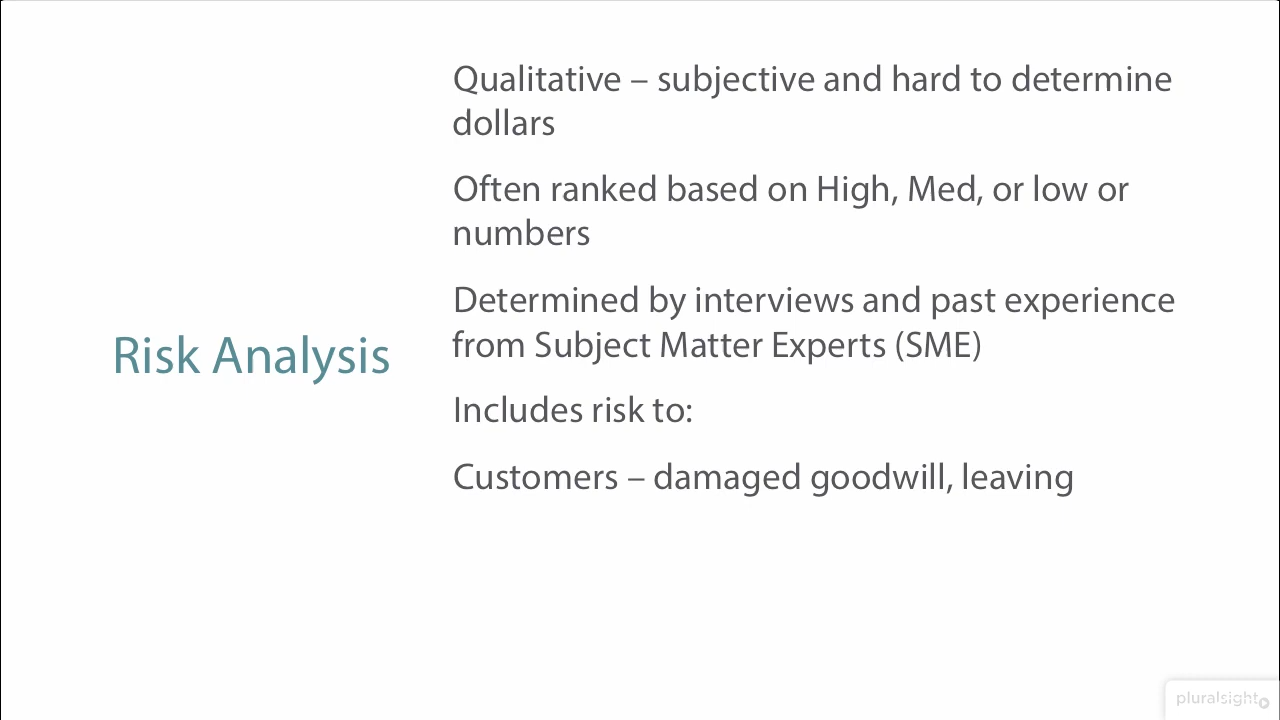 Risk Analysis
Qualitative – subjective and hard to determine
dollars
Often ranked based on High, Med, or low or
numbers
Determined by interviews and past experience
from Subject Matter Experts (SME)
Includes risk to:
Customers – damaged goodwill, leaving
pluralsight